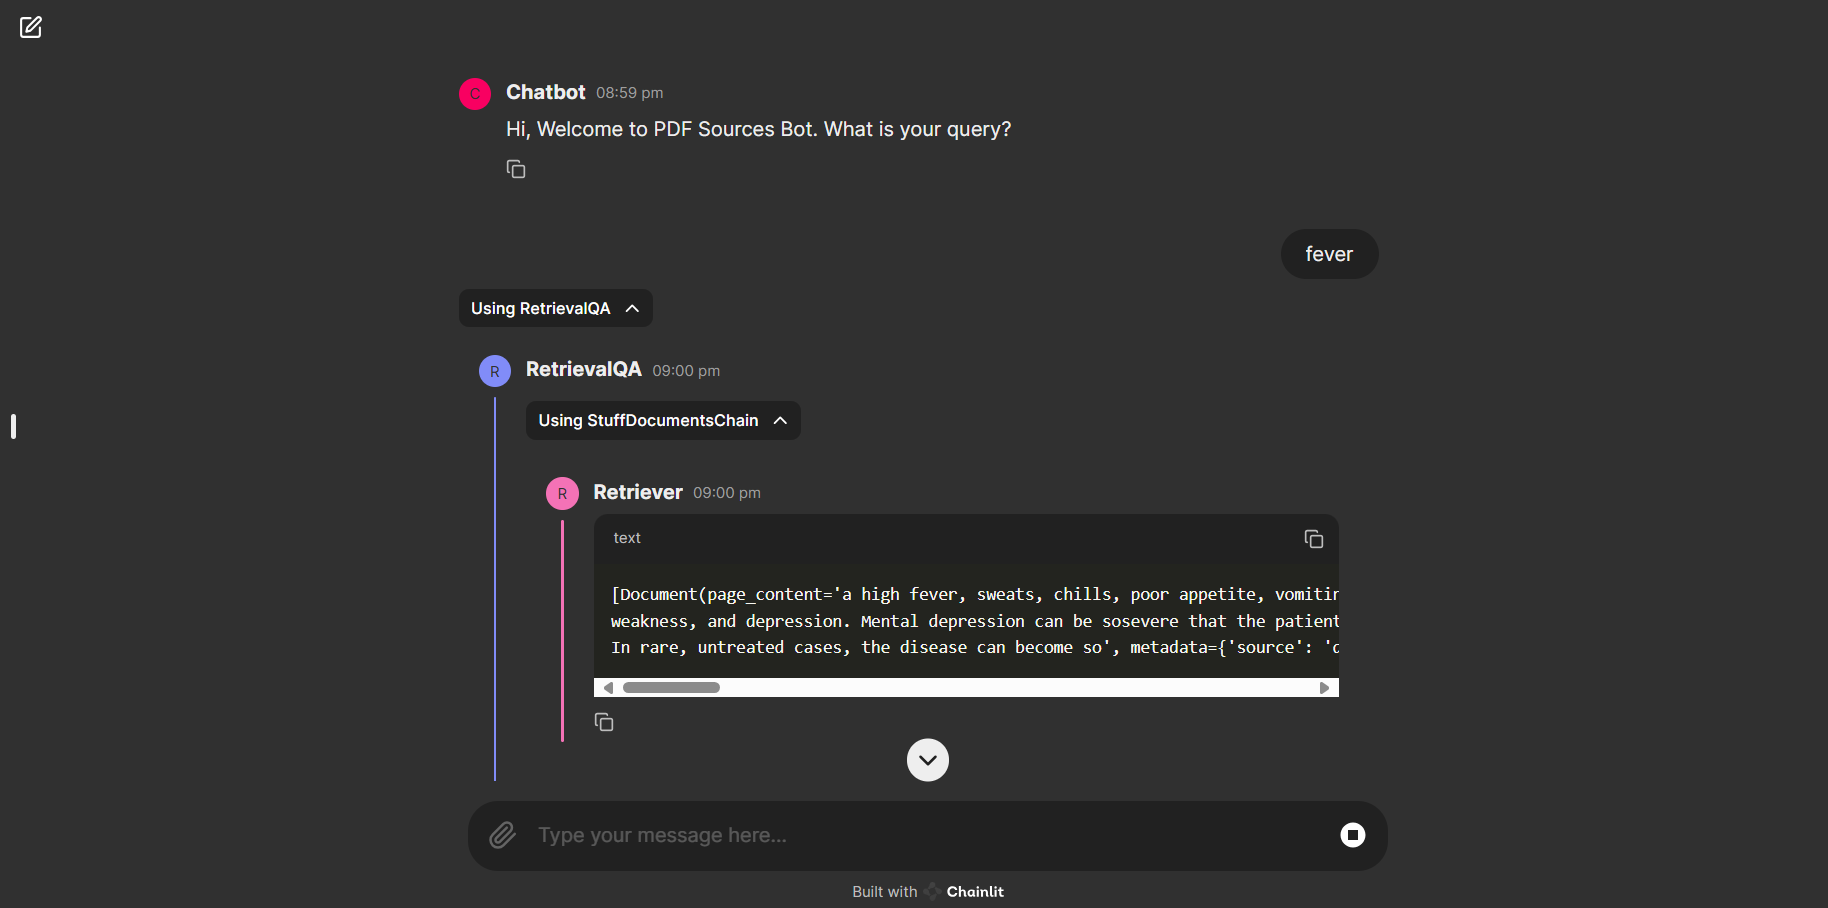 C
Chatbot 08:59 pm
Hi, Welcome to PDF Sources Bot. What is your query?
fever
Using RetrievalQA
R
RetrievalQA 09:00 pm
Using StuffDocumentsChain
R
Retriever 09:00 pm
text
[Document(page_content='a high fever, sweats, chills, poor appetite, vomitin
weakness, and depression. Mental depression can be sosevere that the patient
In rare, untreated cases, the disease can become so', metadata={'source': 'd
Type your message here...
Built with Chainlit